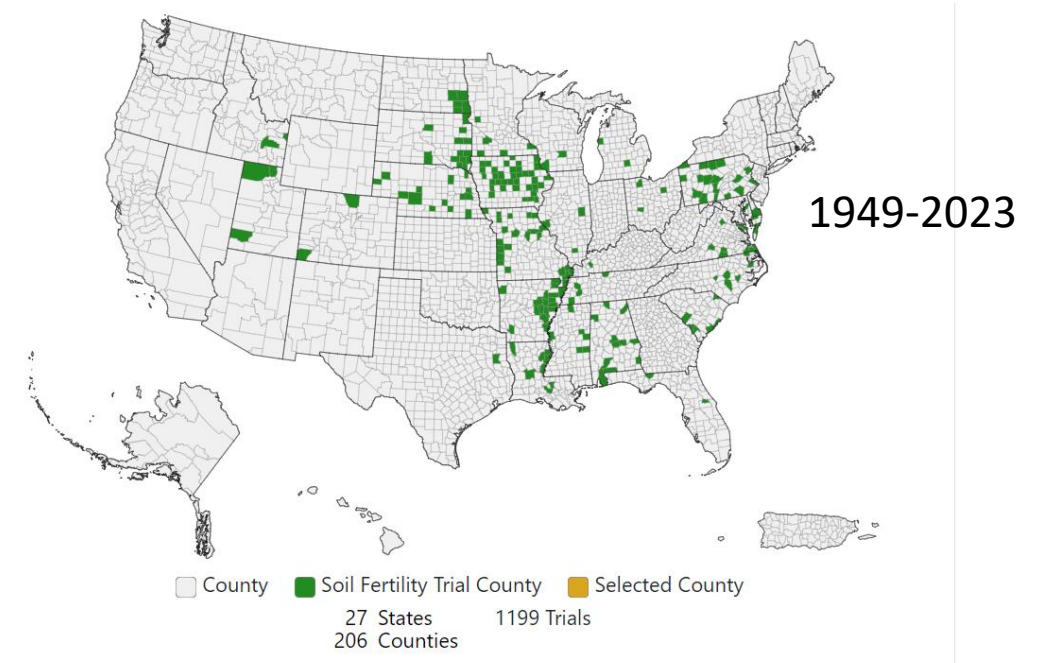 1949-2023
County Soil Fertility Trial County Selected County
27 States 1199 Trials
206 Counties